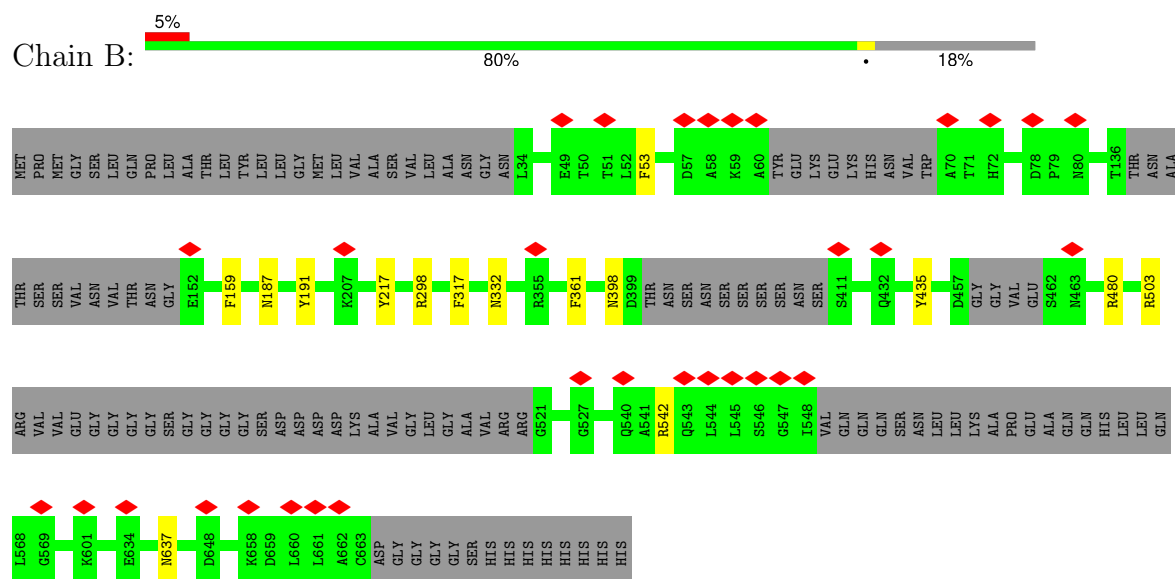 5%
Chain B:
80%
•
18%
MET PRO MET GLY SER LEU GLN PRO LEU ALA THR LEU TYR LEU LEU GLY MET LEU VAL ALA SER VAL LEU ALA ASN GLY ASN L34 E49 T50 T51 L52 F53 D57 A58 K59 A60 TYR GLU LYS GLU LYS HIS ASN VAL TRP A70 T71 H72 D78 P79 N80 T136 THR ASN ALA
THR SER SER VAL ASN VAL THR ASN GLY E152 F159 N187 Y191 K207 Y217 R298 F317 N332 R355 F361 N398 D399 THR ASN SER ASN SER SER SER SER ASN SER S411 Q432 Y435 D457 GLY GLY VAL GLU S462 N463 R480 R503
ARG VAL VAL GLU GLY GLY GLY GLY SER GLY GLY GLY GLY SER ASP ASP ASP ASP LYS ALA VAL GLY LEU GLY ALA VAL ARG ARG G521 G527 Q540 A541 R542 Q543 L544 L545 S546 G547 I548 VAL GLN GLN GLN SER ASN LEU LEU LYS ALA PRO GLU ALA GLN GLN HIS LEU LEU GLN
L568 G569 K601 E634 N637 D648 K658 D659 L660 L661 A662 C663 ASP GLY GLY GLY GLY SER HIS HIS HIS HIS HIS HIS HIS HIS